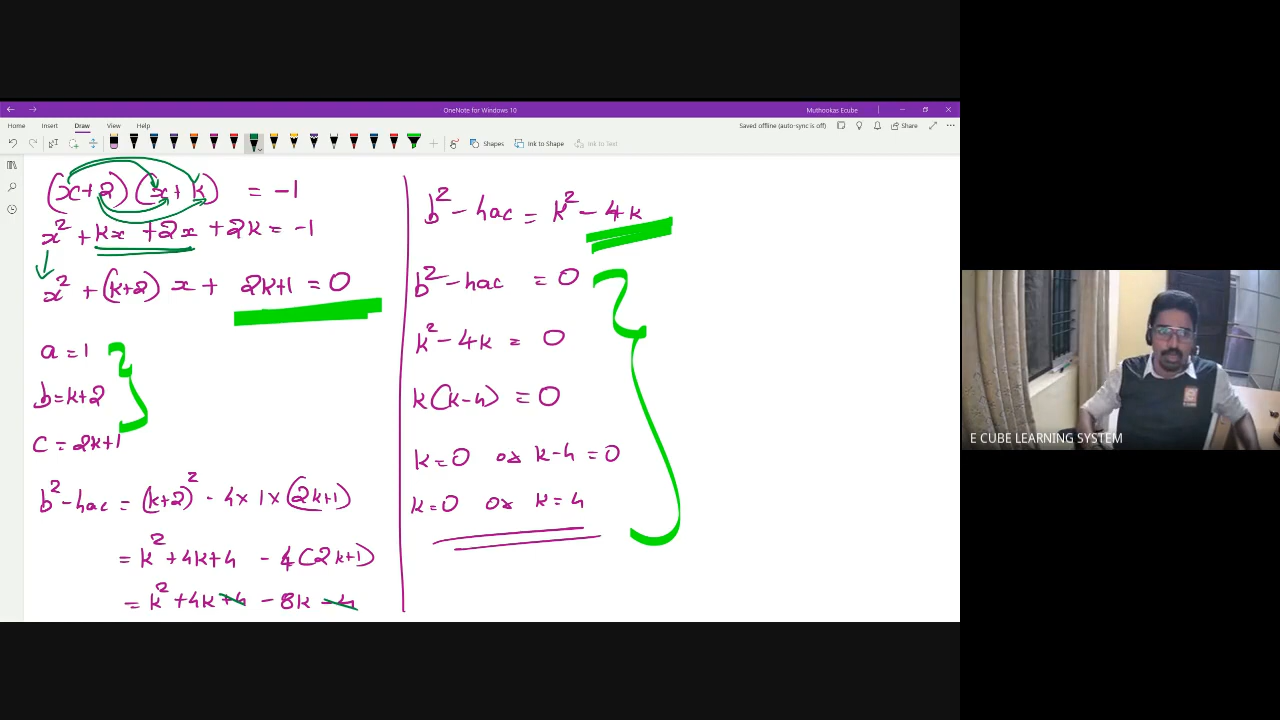 OneNote for Windows 10
Muthookas Ecube
Home Insert Draw View Help
Saved offline (auto-sync is off)
Share
Shapes
Ink to Shape
Ink to Text
(x+2)(x+k) = -1
x² + kx + 2x + 2k = -1
x² + (k+2)x + 2k+1 = 0
a = 1
b = k+2
c = 2k+1
b² - 4ac = (k+2)² - 4 × 1 × (2k+1)
= k² + 4k + 4 - 4(2k+1)
= k² + 4k + 4 - 8k - 4
b² - 4ac = k² - 4k
b² - 4ac = 0
k² - 4k = 0
k(k-4) = 0
k = 0 or k-4 = 0
k = 0 or k = 4
E CUBE LEARNING SYSTEM